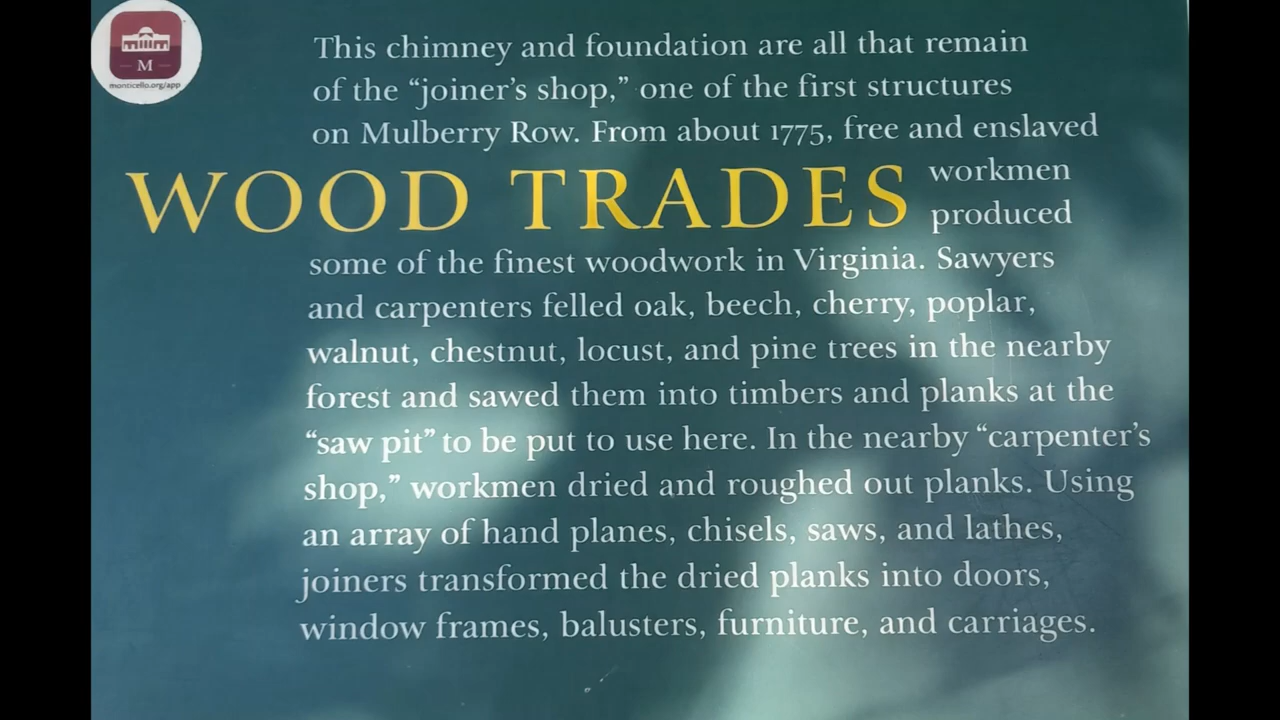 M
monticello.org/app
This chimney and foundation are all that remain
of the “joiner’s shop,” one of the first structures
on Mulberry Row. From about 1775, free and enslaved
WOOD TRADES workmen
produced
some of the finest woodwork in Virginia. Sawyers
and carpenters felled oak, beech, cherry, poplar,
walnut, chestnut, locust, and pine trees in the nearby
forest and sawed them into timbers and planks at the
“saw pit” to be put to use here. In the nearby “carpenter’s
shop,” workmen dried and roughed out planks. Using
an array of hand planes, chisels, saws, and lathes,
joiners transformed the dried planks into doors,
window frames, balusters, furniture, and carriages.